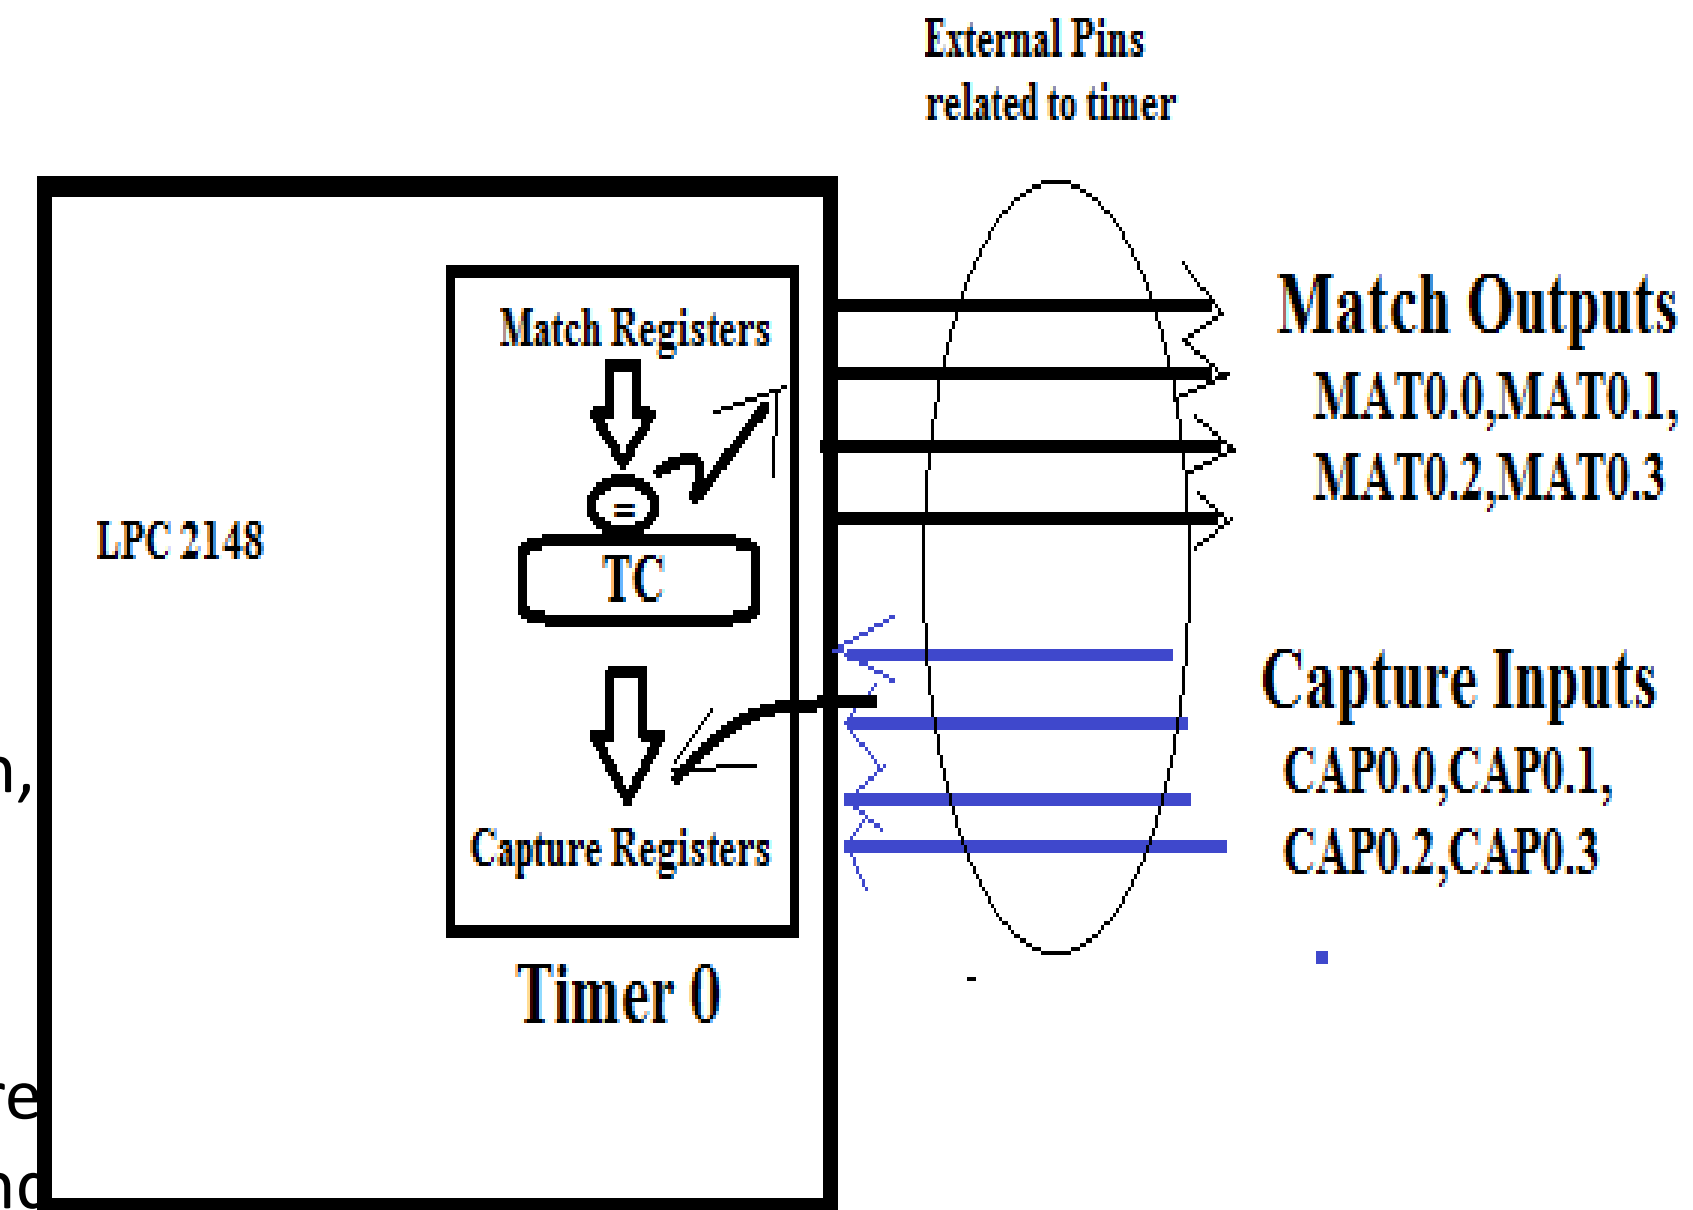 External Pins
related to timer
Match Registers
=
TC
Capture Registers
Timer 0
LPC 2148
Match Outputs
MAT0.0,MAT0.1,
MAT0.2,MAT0.3
Capture Inputs
CAP0.0,CAP0.1,
CAP0.2,CAP0.3